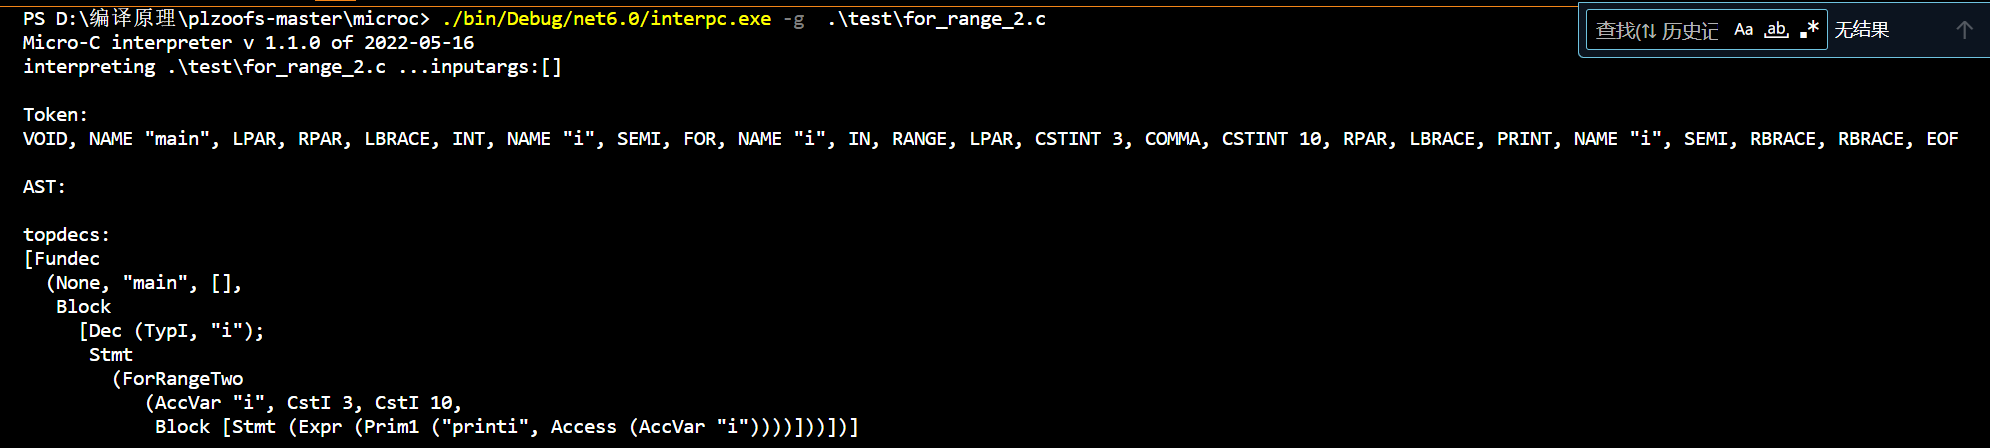 PS D:\编译原理\plzoofs-master\microc> ./bin/Debug/net6.0/interpc.exe -g  .\test\for_range_2.c
查找(⇅ 历史记 Aa ab .* 无结果
Micro-C interpreter v 1.1.0 of 2022-05-16
interpreting .\test\for_range_2.c ...inputargs:[]
Token:
VOID, NAME "main", LPAR, RPAR, LBRACE, INT, NAME "i", SEMI, FOR, NAME "i", IN, RANGE, LPAR, CSTINT 3, COMMA, CSTINT 10, RPAR, LBRACE, PRINT, NAME "i", SEMI, RBRACE, RBRACE, EOF
AST:
topdecs:
[Fundec
  (None, "main", [],
   Block
     [Dec (TypI, "i");
      Stmt
        (ForRangeTwo
           (AccVar "i", CstI 3, CstI 10,
            Block [Stmt (Expr (Prim1 ("printi", Access (AccVar "i"))))]))])]